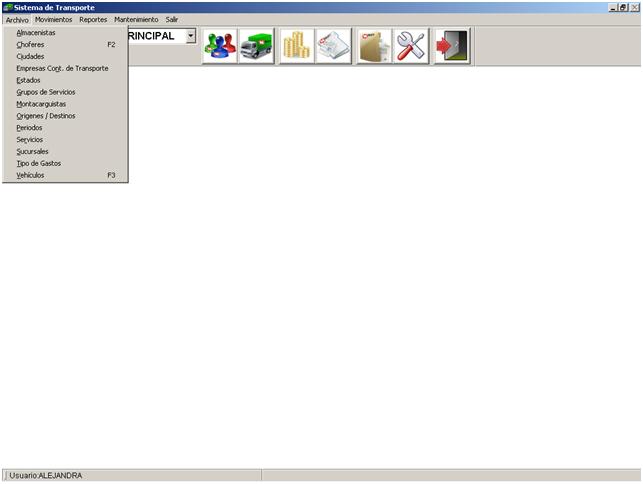 Sistema de Transporte
Archivo Movimientos Reportes Mantenimiento Salir
RINCIPAL
Almacenistas
Choferes F2
Ciudades
Empresas Cont. de Transporte
Estados
Grupos de Servicios
Montacarguistas
Origenes / Destinos
Periodos
Servicios
Sucursales
Tipo de Gastos
Vehículos F3
Usuario:ALEJANDRA